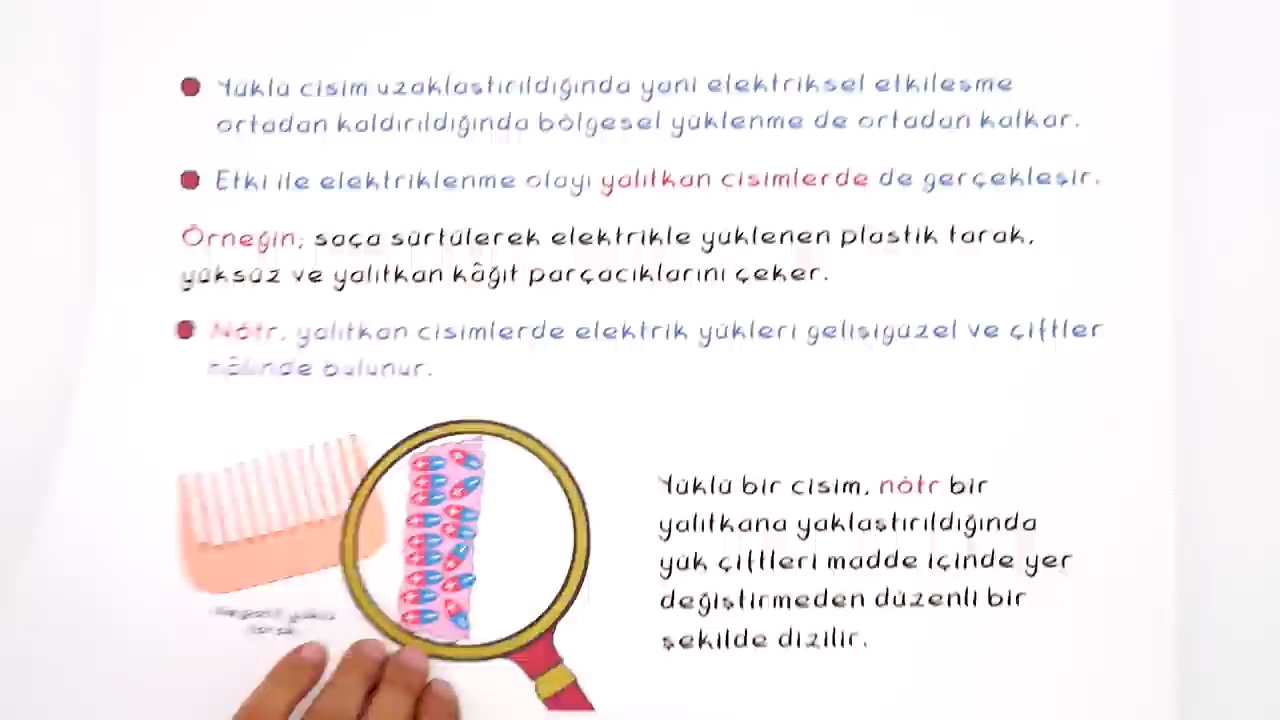 Yüklü cisim uzaklaştırıldığında yani elektriksel etkileşme
ortadan kaldırıldığında bölgesel yüklenme de ortadan kalkar.
Etki ile elektriklenme olayı yalıtkan cisimlerde de gerçekleşir.
Örneğin; saça sürtülerek elektrikle yüklenen plastik tarak,
yüksüz ve yalıtkan kâğıt parçacıklarını çeker.
Nötr, yalıtkan cisimlerde elektrik yükleri gelişigüzel ve çiftler
hâlinde bulunur.
Yüklü bir cisim, nötr bir
yalıtkana yaklaştırıldığında
yük çiftleri madde içinde yer
değiştirmeden düzenli bir
şekilde dizilir.
Negatif yüklü
tarak